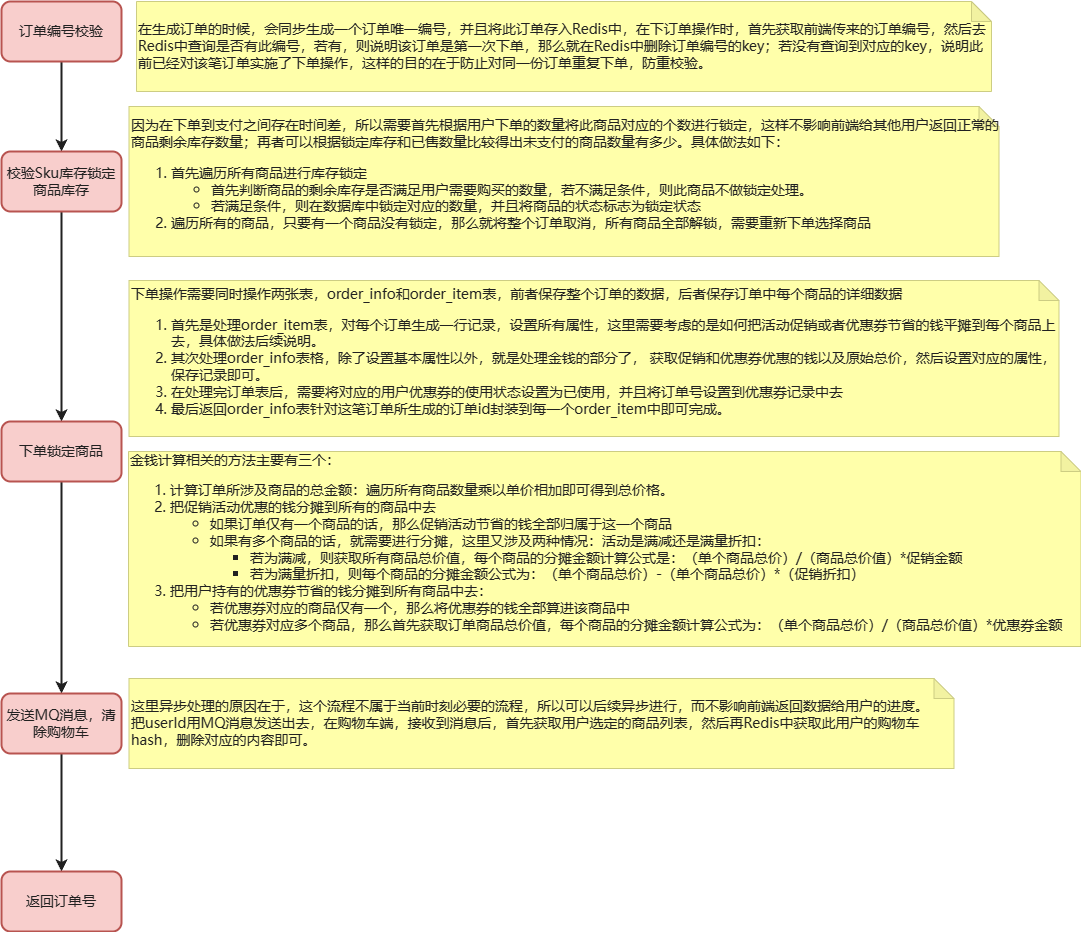 订单编号校验
在生成订单的时候，会同步生成一个订单唯一编号，并且将此订单存入Redis中，在下订单操作时，首先获取前端传来的订单编号，然后去
Redis中查询是否有此编号，若有，则说明该订单是第一次下单，那么就在Redis中删除订单编号的key；若没有查询到对应的key，说明此
前已经对该笔订单实施了下单操作，这样的目的在于防止对同一份订单重复下单，防重校验。
校验Sku库存锁定
商品库存
因为在下单到支付之间存在时间差，所以需要首先根据用户下单的数量将此商品对应的个数进行锁定，这样不影响前端给其他用户返回正常的
商品剩余库存数量；再者可以根据锁定库存和已售数量比较得出未支付的商品数量有多少。具体做法如下：
1. 首先遍历所有商品进行库存锁定
○ 首先判断商品的剩余库存是否满足用户需要购买的数量，若不满足条件，则此商品不做锁定处理。
○ 若满足条件，则在数据库中锁定对应的数量，并且将商品的状态标志为锁定状态
2. 遍历所有的商品，只要有一个商品没有锁定，那么就将整个订单取消，所有商品全部解锁，需要重新下单选择商品
下单操作需要同时操作两张表，order_info和order_item表，前者保存整个订单的数据，后者保存订单中每个商品的详细数据
1. 首先是处理order_item表，对每个订单生成一行记录，设置所有属性，这里需要考虑的是如何把活动促销或者优惠券节省的钱平摊到每个商品上
去，具体做法后续说明。
2. 其次处理order_info表格，除了设置基本属性以外，就是处理金钱的部分了， 获取促销和优惠券优惠的钱以及原始总价，然后设置对应的属性，
保存记录即可。
3. 在处理完订单表后，需要将对应的用户优惠券的使用状态设置为已使用，并且将订单号设置到优惠券记录中去
4. 最后返回order_info表针对这笔订单所生成的订单id封装到每一个order_item中即可完成。
下单锁定商品
金钱计算相关的方法主要有三个：
1. 计算订单所涉及商品的总金额：遍历所有商品数量乘以单价相加即可得到总价格。
2. 把促销活动优惠的钱分摊到所有的商品中去
○ 如果订单仅有一个商品的话，那么促销活动节省的钱全部归属于这一个商品
○ 如果有多个商品的话，就需要进行分摊，这里又涉及两种情况：活动是满减还是满量折扣：
▪ 若为满减，则获取所有商品总价值，每个商品的分摊金额计算公式是：（单个商品总价）/（商品总价值）*促销金额
▪ 若为满量折扣，则每个商品的分摊金额公式为：（单个商品总价）-（单个商品总价）*（促销折扣）
3. 把用户持有的优惠券节省的钱分摊到所有商品中去：
○ 若优惠券对应的商品仅有一个，那么将优惠券的钱全部算进该商品中
○ 若优惠券对应多个商品，那么首先获取订单商品总价值，每个商品的分摊金额计算公式为：（单个商品总价）/（商品总价值）*优惠券金额
发送MQ消息，清
除购物车
这里异步处理的原因在于，这个流程不属于当前时刻必要的流程，所以可以后续异步进行，而不影响前端返回数据给用户的进度。
把userId用MQ消息发送出去，在购物车端，接收到消息后，首先获取用户选定的商品列表，然后再Redis中获取此用户的购物车
hash，删除对应的内容即可。
返回订单号